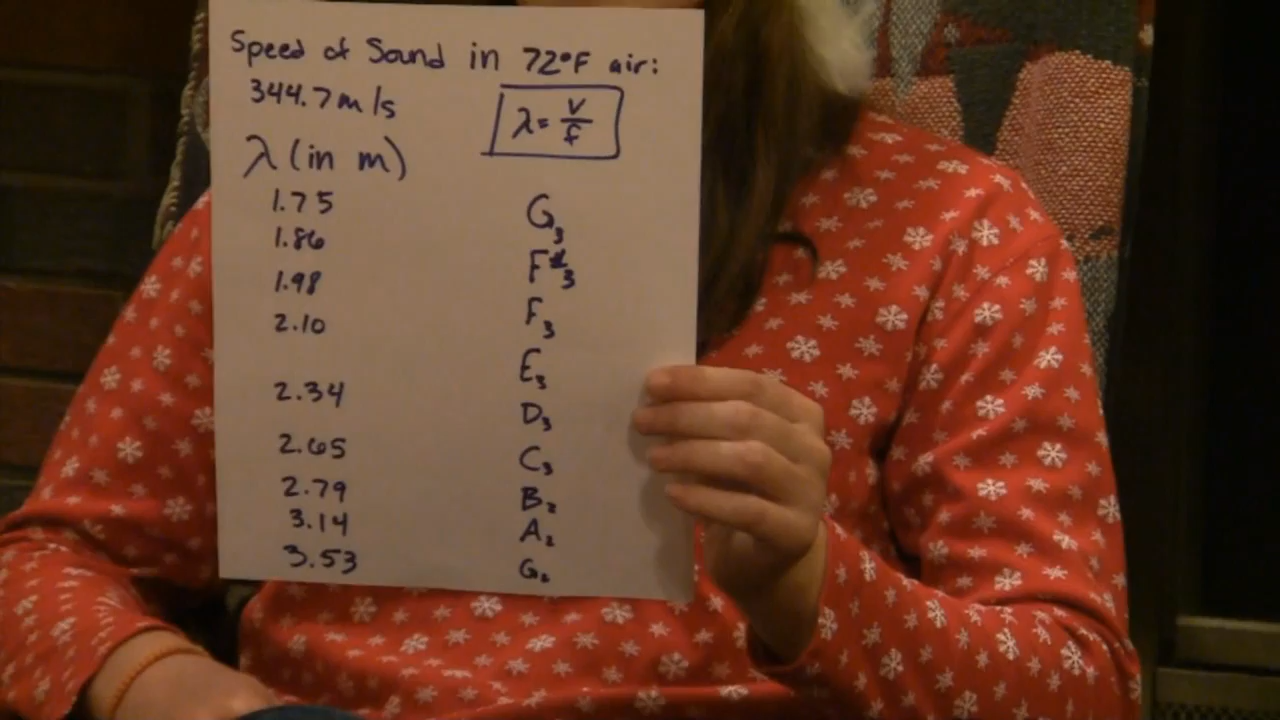 Speed of Sound in 72°F air:
344.7 m/s
λ = v/f
λ (in m)
1.75 G3
1.86 F#3
1.98 F3
2.10 E3
2.34 D3
2.65 C3
2.79 B2
3.14 A2
3.53 G2